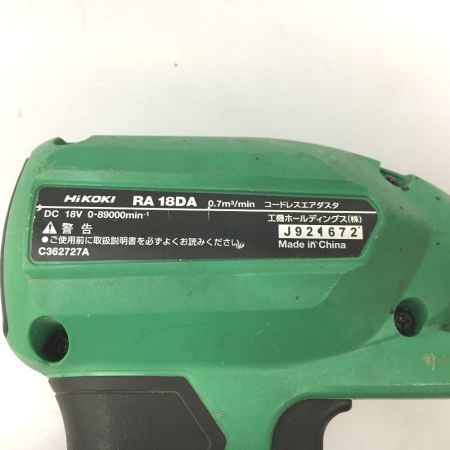 HiKOKI RA 18DA 0.7m³/min コードレスエアダスタ
DC 18V 0-89000min⁻¹ 工機ホールディングス(株)
警告 J921672
●ご使用前に取扱説明書を必ずよくお読みください。 Made in China
C362727A